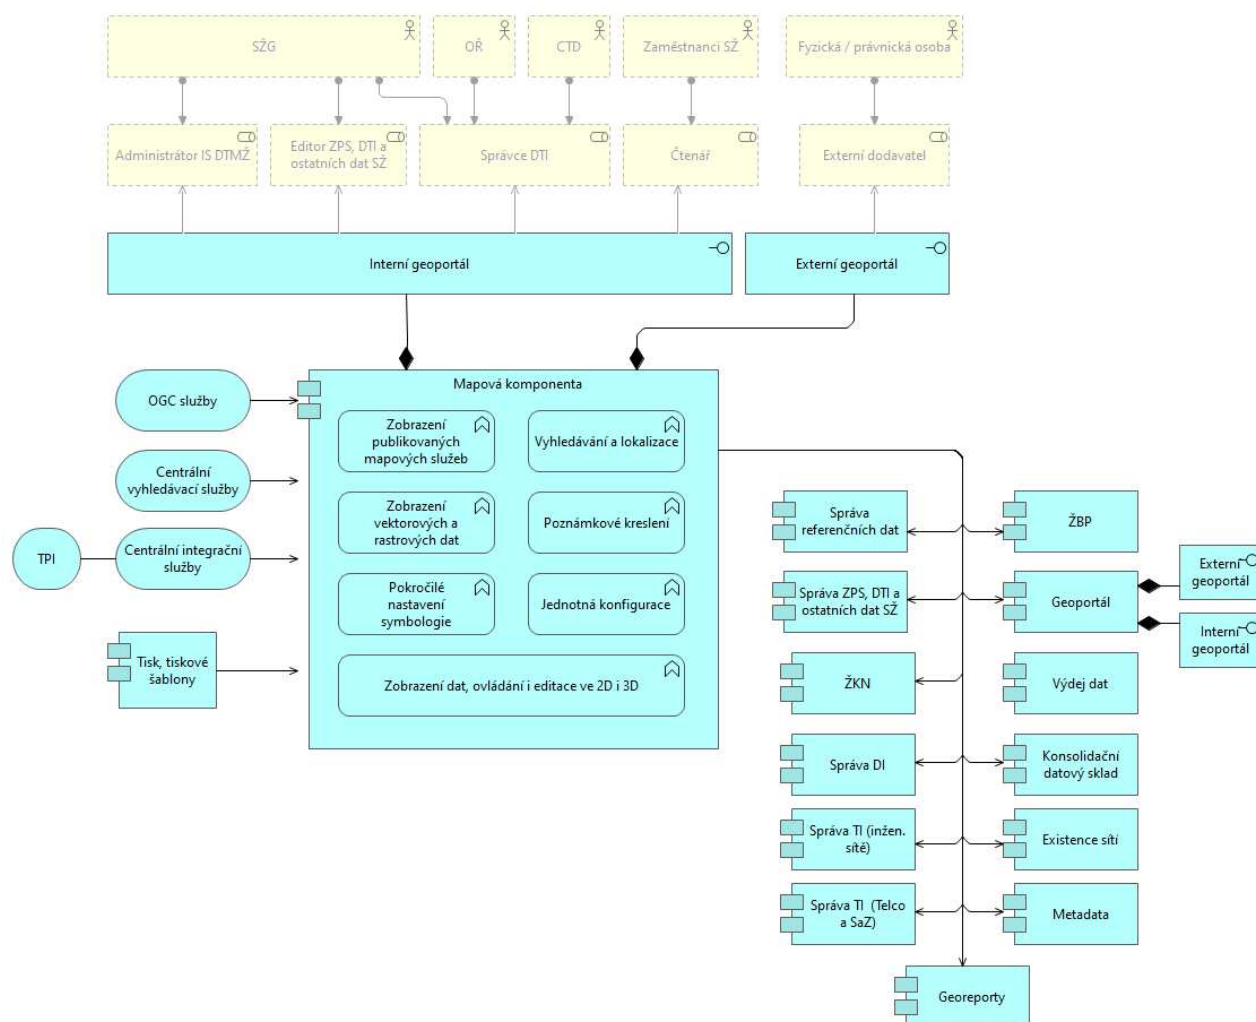 SŽG
OŘ
CTD
Zaměstnanci SŽ
Fyzická / právnická osoba
Administrátor IS DTMŽ
Editor ZPS, DTI a
ostatních dat SŽ
Správce DTI
Čtenář
Externí dodavatel
Interní geoportál
Externí geoportál
Mapová komponenta
OGC služby
Zobrazení
publikovaných
mapových služeb
Vyhledávání a lokalizace
Centrální
vyhledávací služby
Zobrazení
vektorových a
rastrových dat
Poznámkové kreslení
TPI
Centrální integrační
služby
Pokročilé
nastavení
symbologie
Jednotná konfigurace
Tisk, tiskové
šablony
Zobrazení dat, ovládání i editace ve 2D i 3D
Správa
referenčních dat
ŽBP
Správa ZPS, DTI a
ostatních dat SŽ
Geoportál
Externí
geoportál
Interní
geoportál
ŽKN
Výdej dat
Správa DI
Konsolidační
datový sklad
Správa TI (inžen.
sítě)
Existence sítí
Správa TI (Telco
a SaZ)
Metadata
Georeporty